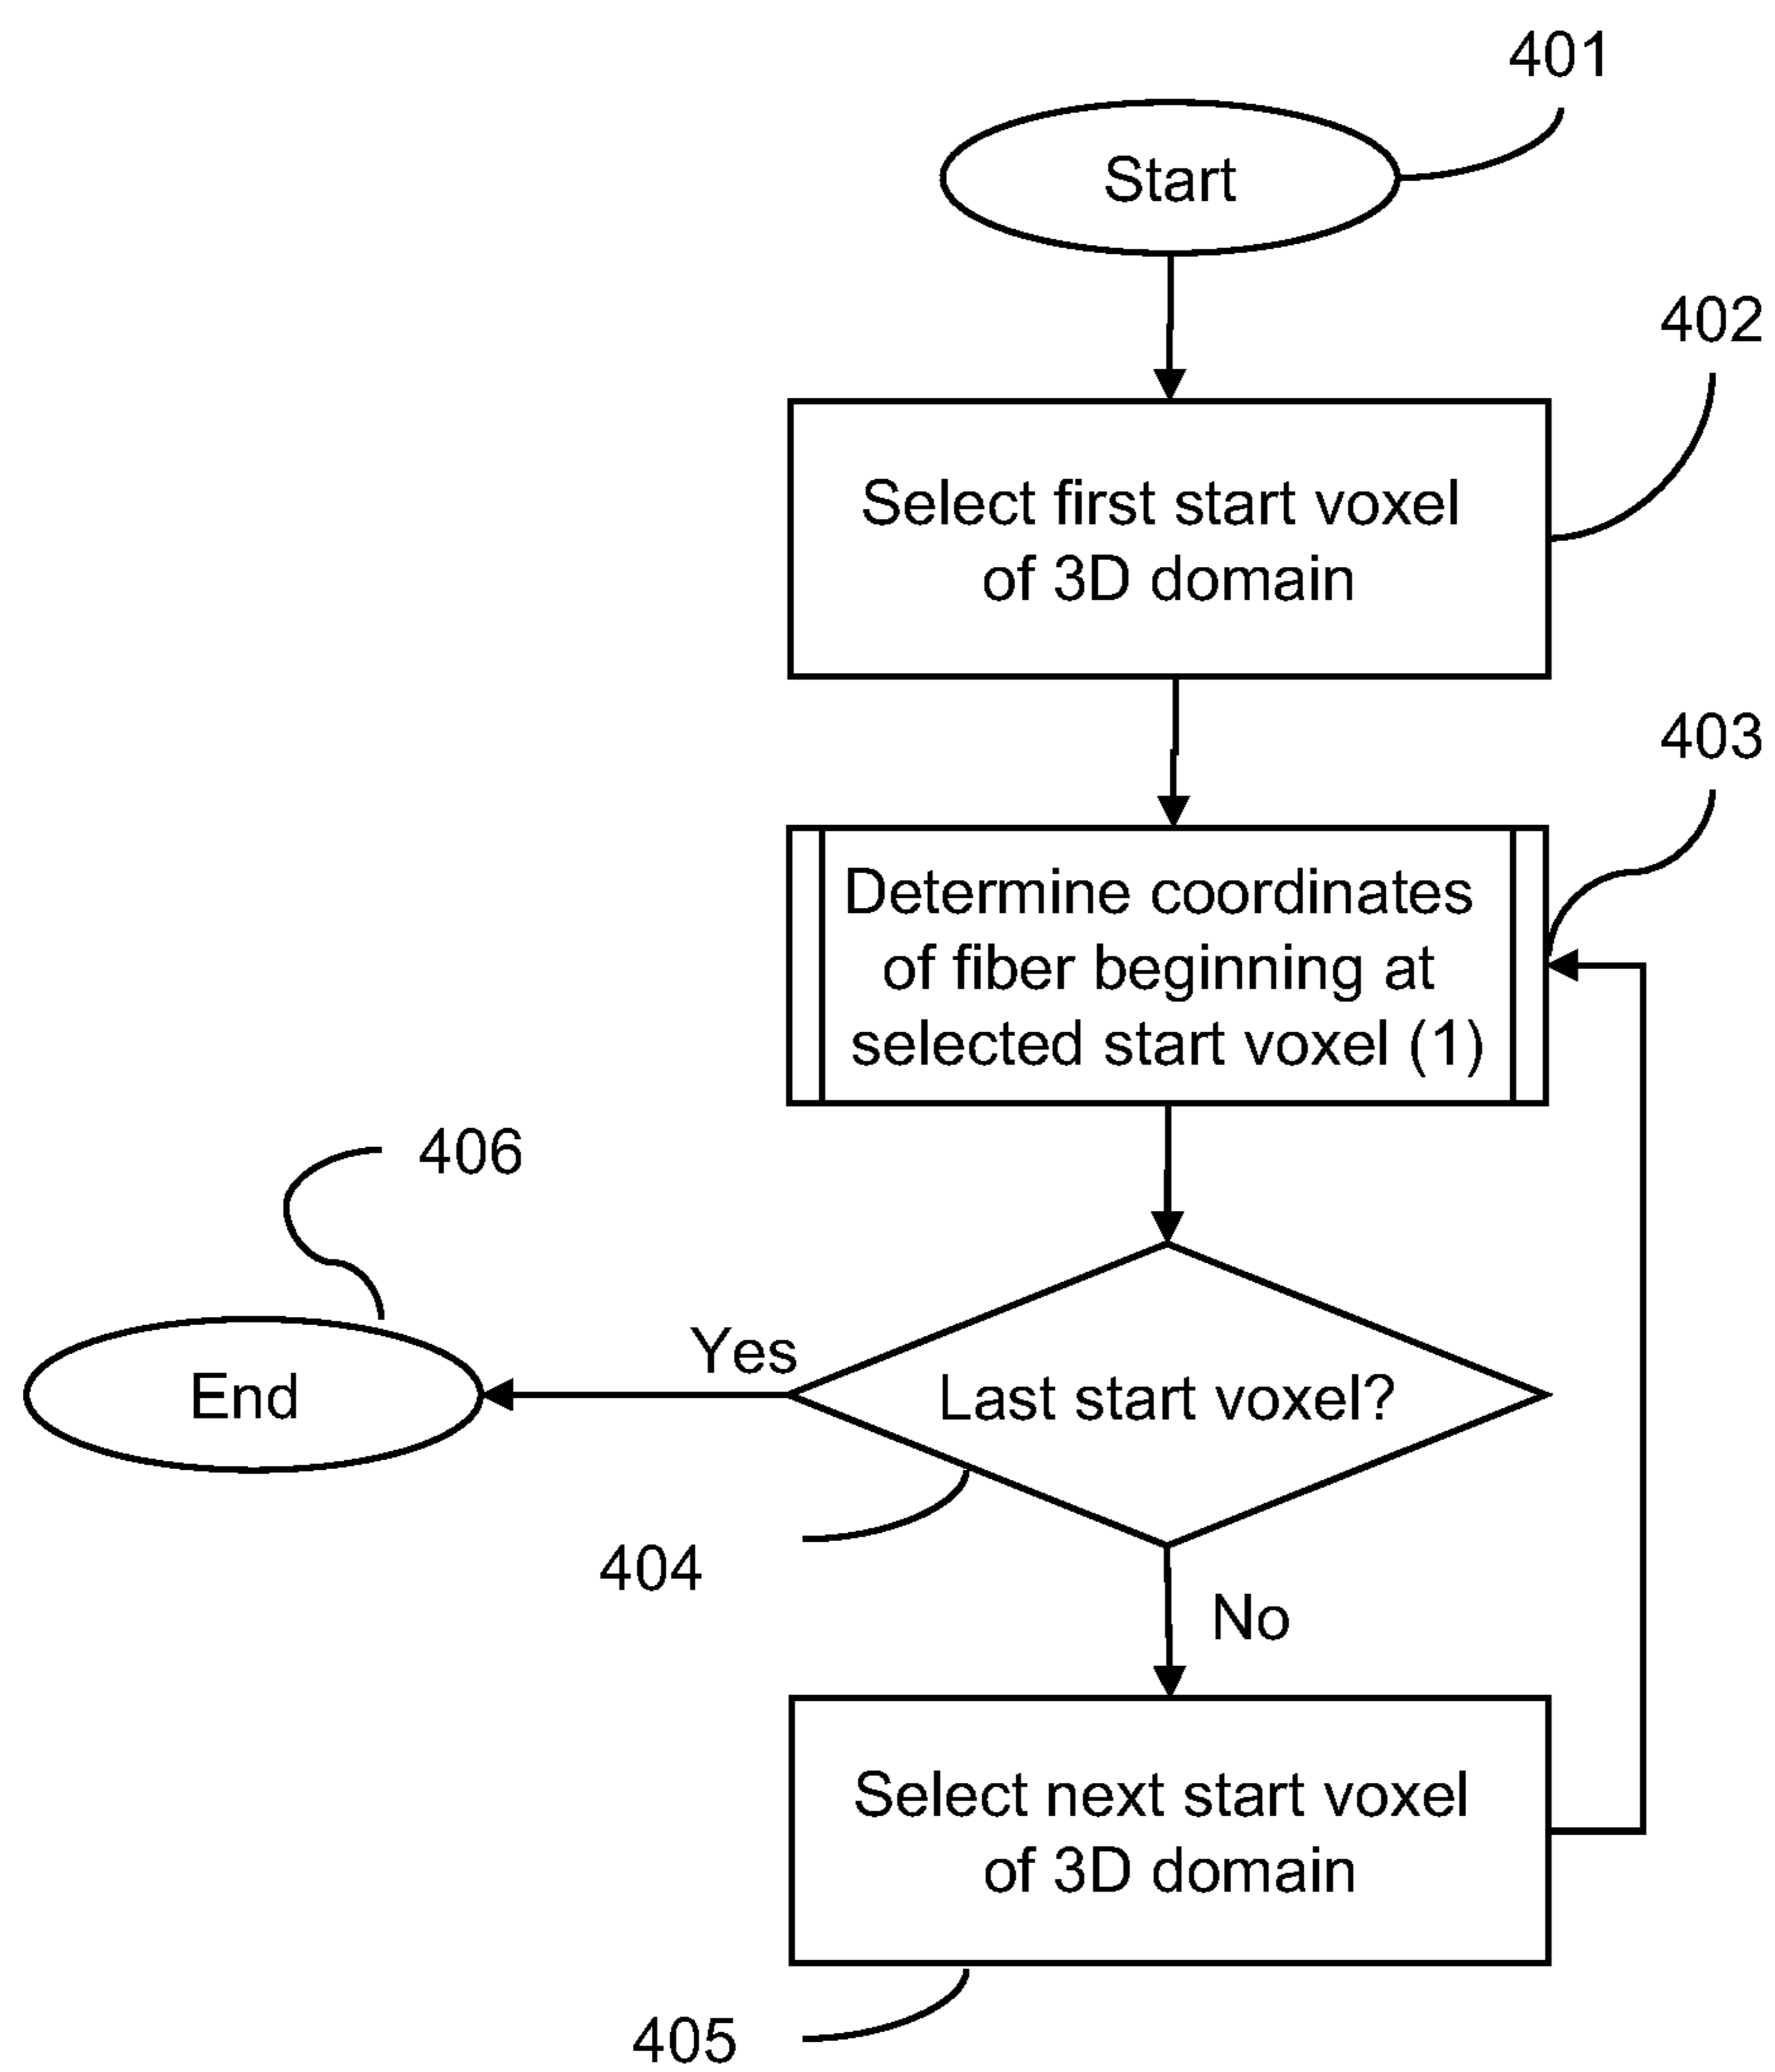 401
Start
402
Select first start voxel
of 3D domain
403
Determine coordinates
of fiber beginning at
selected start voxel (1)
406
Yes
End
Last start voxel?
404
No
Select next start voxel
of 3D domain
405